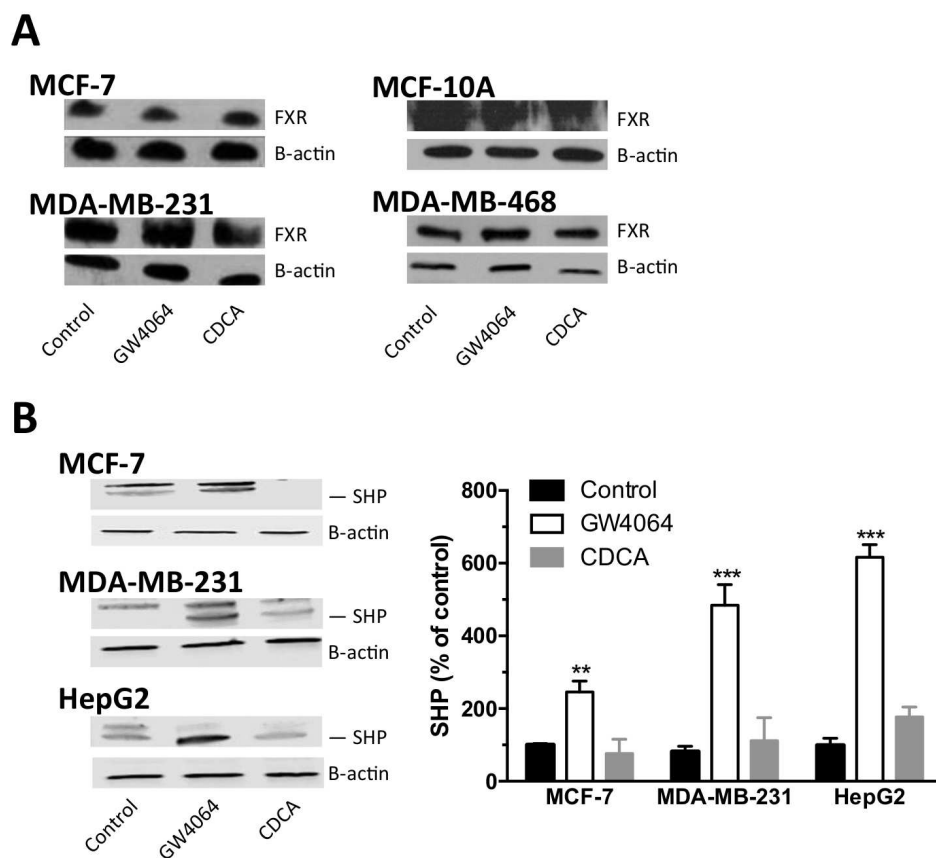 A
MCF-7
FXR
B-actin
MDA-MB-231
FXR
B-actin
Control
GW4064
CDCA
MCF-10A
FXR
B-actin
MDA-MB-468
FXR
B-actin
Control
GW4064
CDCA
B
MCF-7
— SHP
B-actin
MDA-MB-231
— SHP
B-actin
HepG2
— SHP
B-actin
Control
GW4064
CDCA
SHP (% of control)
800
600
400
200
0
Control
GW4064
CDCA
**
***
***
MCF-7 MDA-MB-231 HepG2